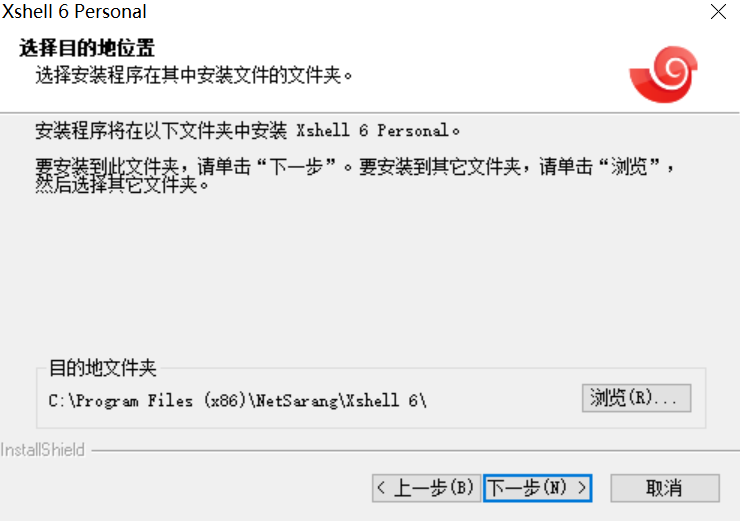 Xshell 6 Personal
选择目的地位置
选择安装程序在其中安装文件的文件夹。
安装程序将在以下文件夹中安装 Xshell 6 Personal。
要安装到此文件夹，请单击“下一步”。要安装到其它文件夹，请单击“浏览”，
然后选择其它文件夹。
目的地文件夹
C:\Program Files (x86)\NetSarang\Xshell 6\
浏览(R)...
InstallShield
< 上一步(B)
下一步(N) >
取消